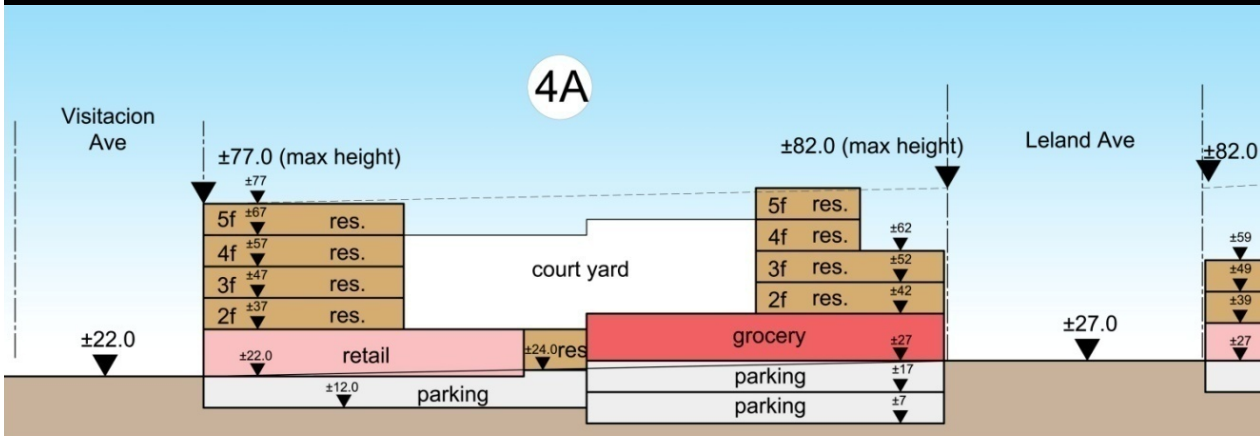 4A
Visitacion
Ave
±77.0 (max height)
±77
5f ±67 res.
4f ±57 res.
3f ±47 res.
2f ±37 res.
±22.0
±22.0 retail
±12.0 parking
court yard
±24.0 res
±82.0 (max height)
5f res.
4f res.
±62
3f res. ±52
2f res. ±42
grocery ±27
parking ±17
parking ±7
Leland Ave
±27.0
±82.0
±59
±49
±39
±27